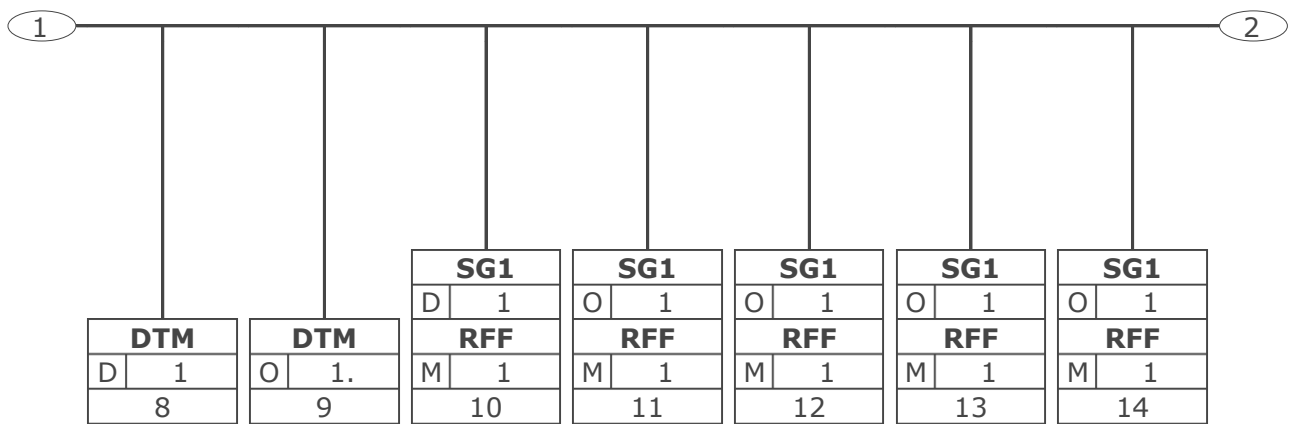 1 2
SG1 SG1 SG1 SG1 SG1
D 1 O 1 O 1 O 1 O 1
DTM DTM RFF RFF RFF RFF RFF
D 1 O 1. M 1 M 1 M 1 M 1 M 1
8 9 10 11 12 13 14